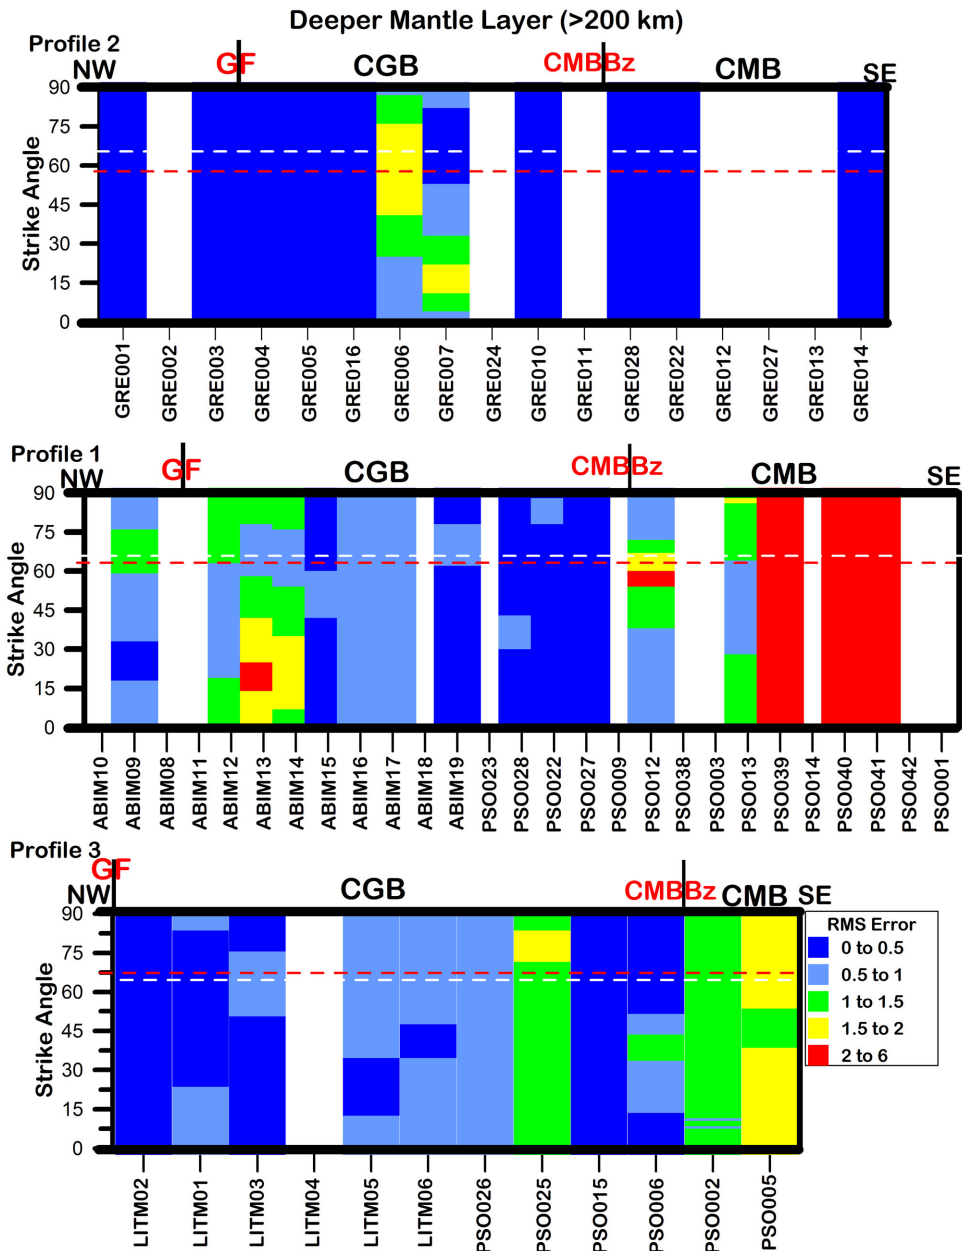 Deeper Mantle Layer (>200 km)
Profile 2
NW GF CGB CMBBz CMB SE
90
75
60
45
30
15
0
Strike Angle
GRE001 GRE002 GRE003 GRE004 GRE005 GRE016 GRE006 GRE007 GRE024 GRE010 GRE011 GRE028 GRE022 GRE012 GRE027 GRE013 GRE014
Profile 1
NW GF CGB CMBBz CMB SE
90
75
60
45
30
15
0
Strike Angle
ABIM10 ABIM09 ABIM08 ABIM11 ABIM12 ABIM13 ABIM14 ABIM15 ABIM16 ABIM17 ABIM18 ABIM19 PSO023 PSO028 PSO022 PSO027 PSO009 PSO012 PSO038 PSO003 PSO013 PSO039 PSO014 PSO040 PSO041 PSO042 PSO001
Profile 3
NW GF CGB CMBBz CMB SE
90
75
60
45
30
15
0
Strike Angle
RMS Error
0 to 0.5
0.5 to 1
1 to 1.5
1.5 to 2
2 to 6
LITM02 LITM01 LITM03 LITM04 LITM05 LITM06 PSO026 PSO025 PSO015 PSO006 PSO002 PSO005